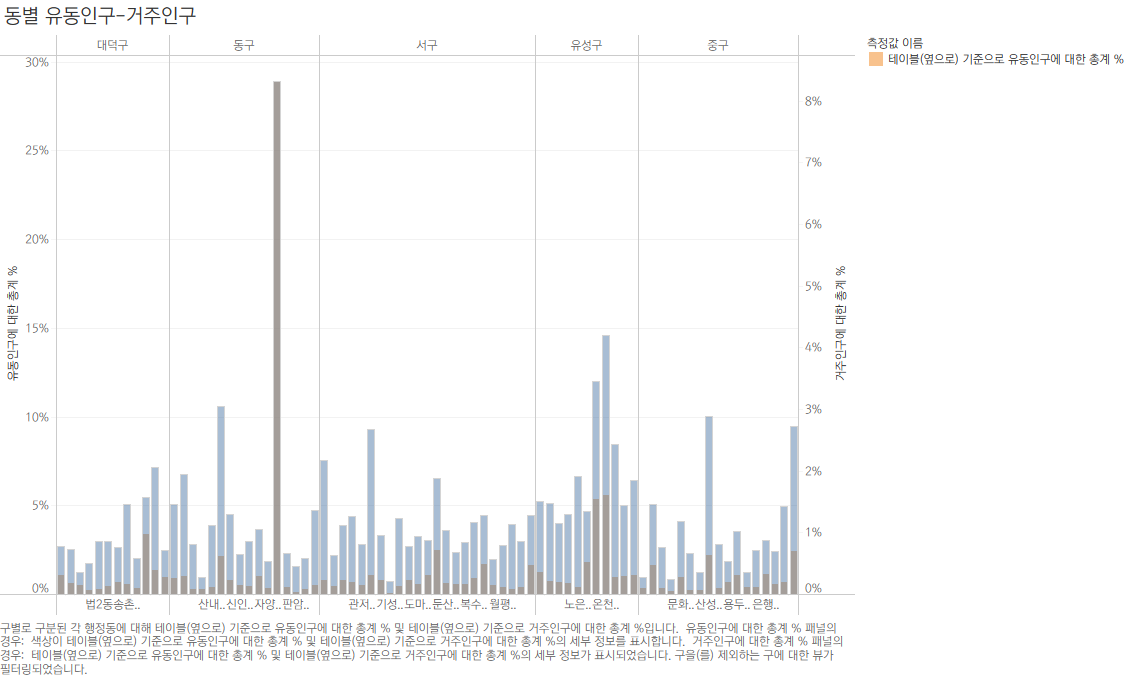 동별 유동인구-거주인구
대덕구 동구 서구 유성구 중구
측정값 이름
테이블(옆으로) 기준으로 유동인구에 대한 총계 %
30%
25%
20%
15%
10%
5%
0%
유동인구에 대한 총계 %
8%
7%
6%
5%
4%
3%
2%
1%
0%
거주인구에 대한 총계 %
법2동송촌.. 산내.. 신인.. 자양.. 판암.. 관저.. 기성.. 도마.. 둔산.. 복수.. 월평.. 노은.. 온천.. 문화.. 산성.. 용두.. 은행..
구별로 구분된 각 행정동에 대해 테이블(옆으로) 기준으로 유동인구에 대한 총계 % 및 테이블(옆으로) 기준으로 거주인구에 대한 총계 %입니다. 유동인구에 대한 총계 % 패널의
경우: 색상이 테이블(옆으로) 기준으로 유동인구에 대한 총계 % 및 테이블(옆으로) 기준으로 거주인구에 대한 총계 %의 세부 정보를 표시합니다. 거주인구에 대한 총계 % 패널의
경우: 테이블(옆으로) 기준으로 유동인구에 대한 총계 % 및 테이블(옆으로) 기준으로 거주인구에 대한 총계 %의 세부 정보가 표시되었습니다. 구을(를) 제외하는 구에 대한 뷰가
필터링되었습니다.